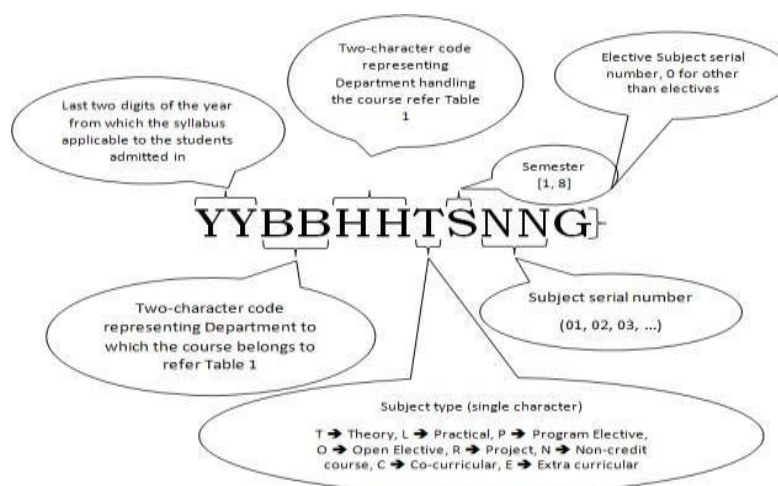 Two-character code
representing
Department handling
the course refer Table
1
Elective Subject serial
number, 0 for other
than electives
Last two digits of the year
from which the syllabus
applicable to the students
admitted in
Semester
[1, 8]
YYBBHHTSNNG
Two-character code
representing Department to
which the course belongs to
refer Table 1
Subject serial number
(01, 02, 03, ...)
Subject type (single character)
T ➔ Theory, L ➔ Practical, P ➔ Program Elective,
O ➔ Open Elective, R ➔ Project, N ➔ Non-credit
course, C ➔ Co-curricular, E ➔ Extra curricular